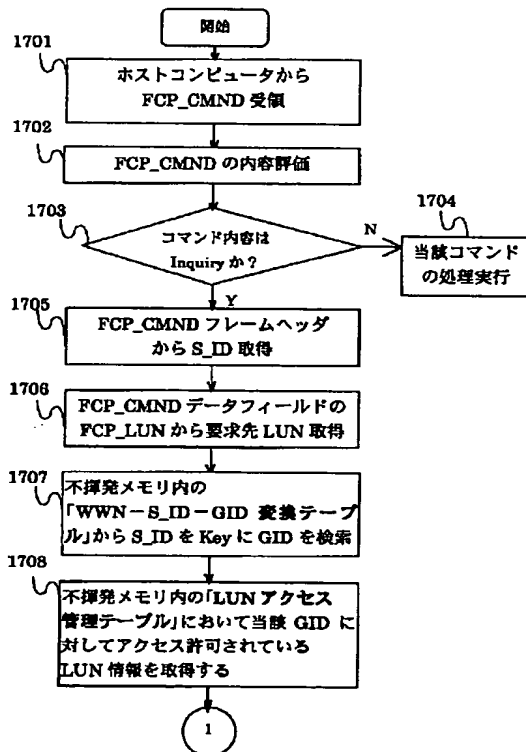 開始
1701
ホストコンピュータから
FCP_CMND 受領
1702
FCP_CMND の内容評価
1703
コマンド内容は
Inquiryか?
N
1704
当該コマンド
の処理実行
Y
1705
FCP_CMND フレームヘッダ
から S_ID 取得
1706
FCP_CMND データフィールドの
FCP_LUN から要求先 LUN 取得
1707
不揮発メモリ内の
「WWN-S_ID-GID 変換テーブ
ル」から S_ID を Key に GID を検索
1708
不揮発メモリ内の「LUN アクセス
管理テーブル」において当該 GID に
対してアクセス許可されている
LUN 情報を取得する
1